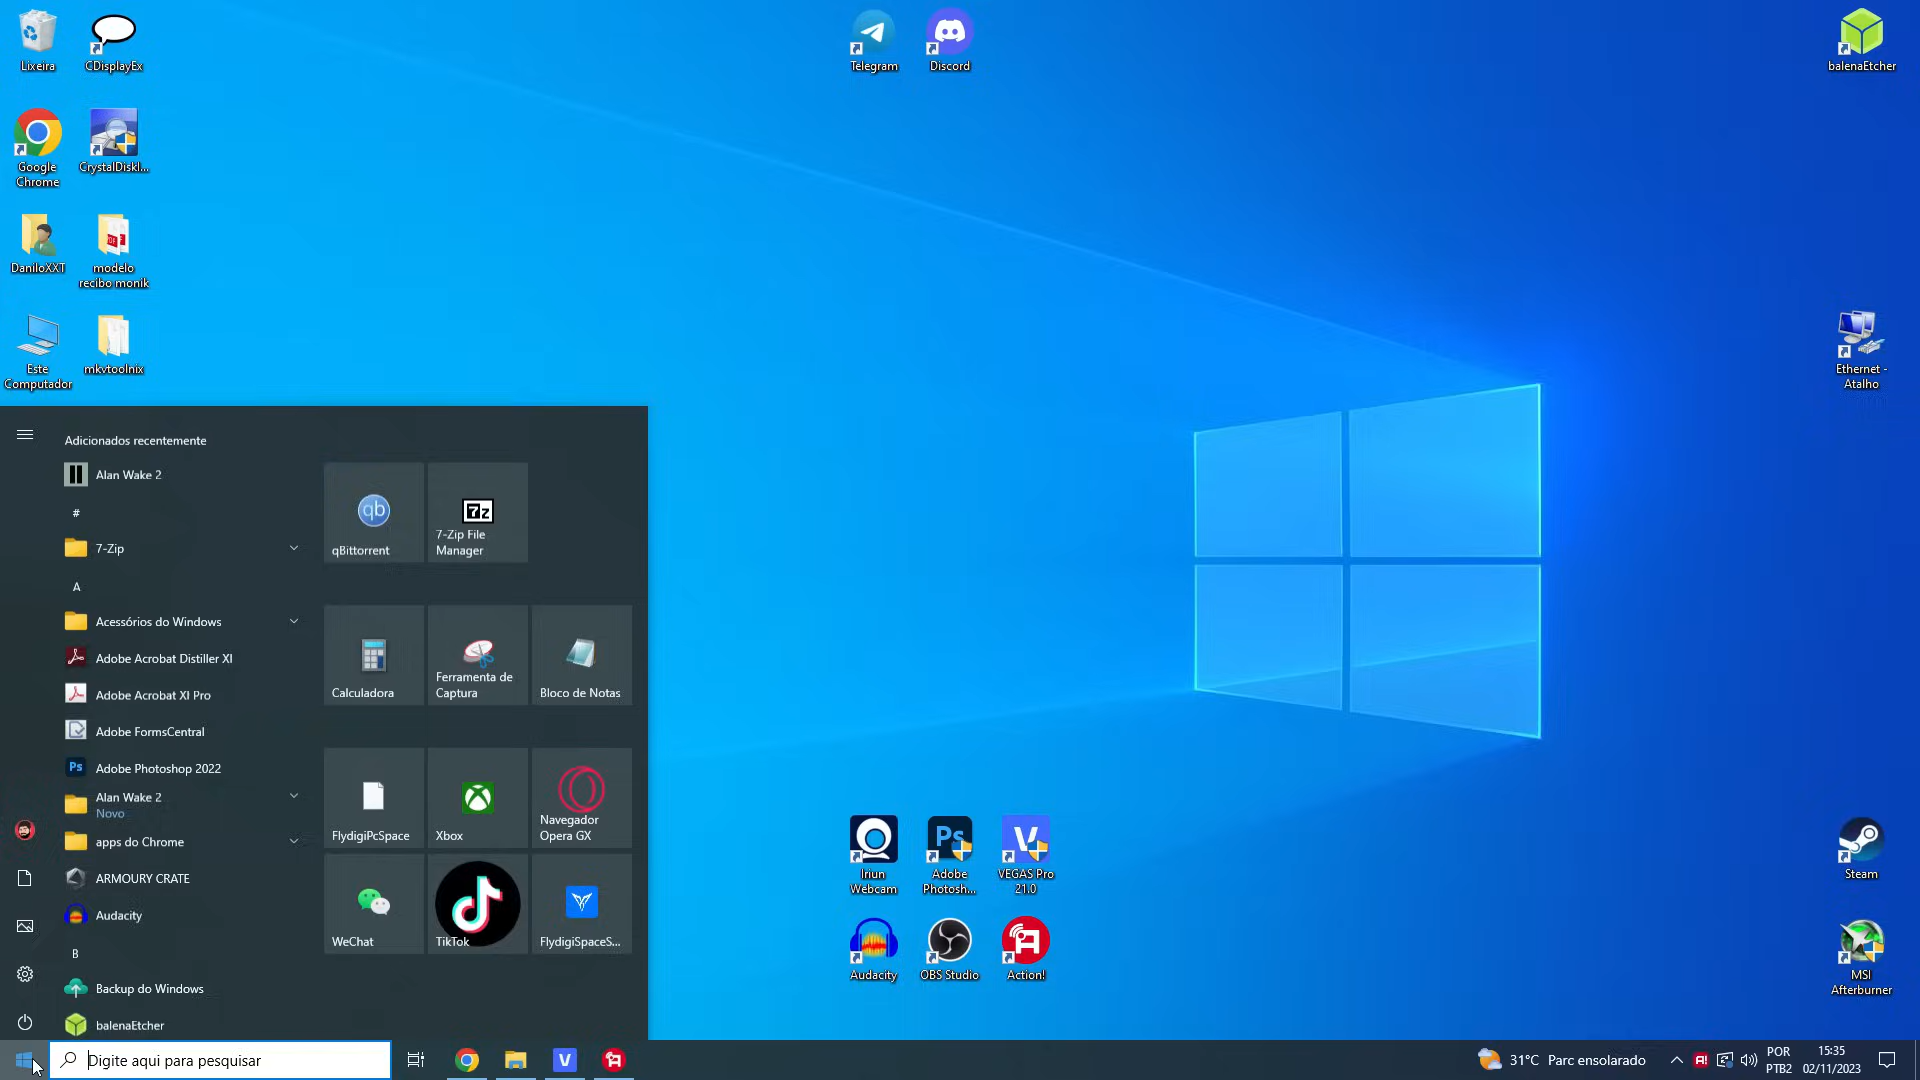 Lixeira
CDisplayEx
Telegram
Discord
balenaEtcher
Google
Chrome
CrystalDiskI...
DaniloXXT
modelo
recibo monik
Este
Computador
mkvtoolnix
Ethernet -
Atalho
Adicionados recentemente
Alan Wake 2
#
7-Zip
A
Acessórios do Windows
Adobe Acrobat Distiller XI
Adobe Acrobat XI Pro
Adobe FormsCentral
Ps
Adobe Photoshop 2022
Alan Wake 2
Novo
apps do Chrome
ARMOURY CRATE
Audacity
B
Backup do Windows
balenaEtcher
qb
qBittorrent
7z
7-Zip File
Manager
Calculadora
Ferramenta de
Captura
Bloco de Notas
FlydigiPcSpace
Xbox
Navegador
Opera GX
WeChat
TikTok
FlydigiSpaceS...
Iriun
Webcam
Ps
Adobe
Photosh...
V
VEGAS Pro
21.0
Audacity
OBS Studio
Action!
Steam
MSI
Afterburner
Digite aqui para pesquisar
V
31°C Parc ensolarado
POR
PTB2
15:35
02/11/2023